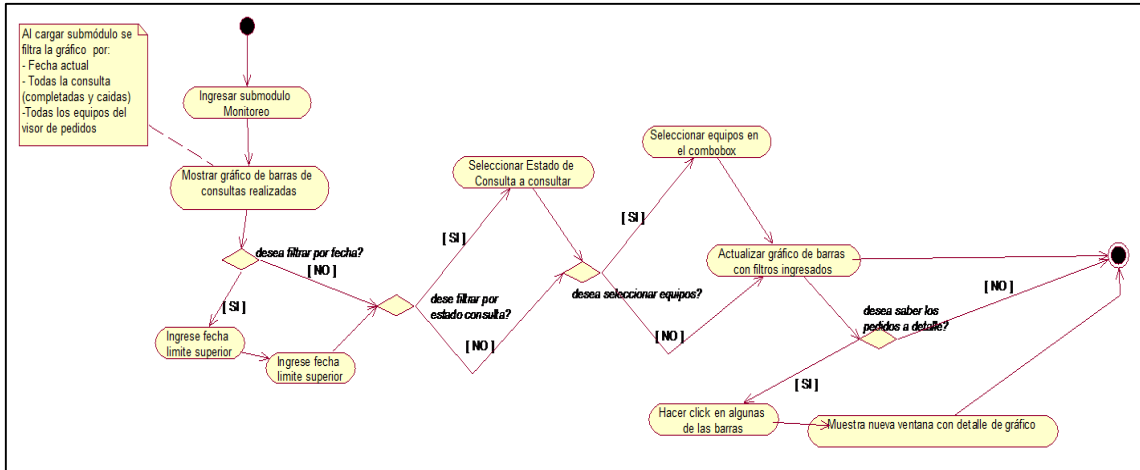 Al cargar submódulo se
filtra la gráfico por:
- Fecha actual
- Todas la consulta
(completadas y caidas)
-Todas los equipos del
visor de pedidos
Ingresar submodulo
Monitoreo
Mostrar gráfico de barras de
consultas realizadas
desea filtrar por fecha?
[ NO ]
[ SI ]
Ingrese fecha
limite superior
Ingrese fecha
limite superior
Seleccionar Estado de
Consulta a consultar
[ SI ]
dese filtrar por
estado consulta?
[ NO ]
Seleccionar equipos en
el combobox
[ SI ]
desea seleccionar equipos?
[ NO ]
Actualizar gráfico de barras
con filtros ingresados
desea saber los
pedidos a detalle?
[ NO ]
[ SI ]
Hacer click en algunas
de las barras
Muestra nueva ventana con detalle de gráfico